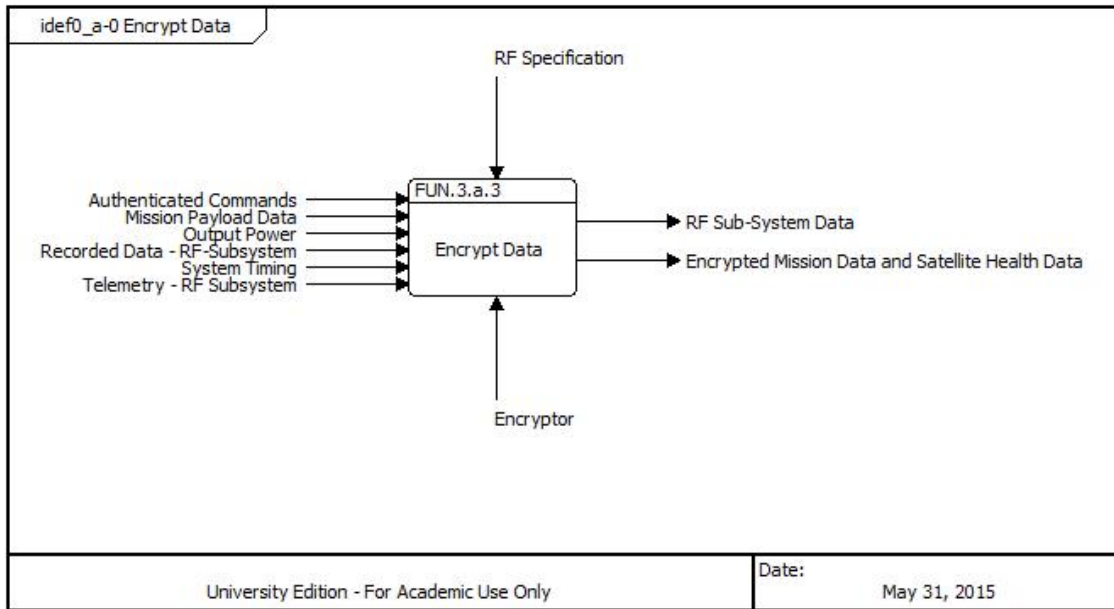 idef0_a-0 Encrypt Data
RF Specification
FUN.3.a.3
Encrypt Data
Authenticated Commands
Mission Payload Data
Output Power
Recorded Data - RF-Subsystem
System Timing
Telemetry - RF Subsystem
RF Sub-System Data
Encrypted Mission Data and Satellite Health Data
Encryptor
University Edition - For Academic Use Only
Date:
May 31, 2015